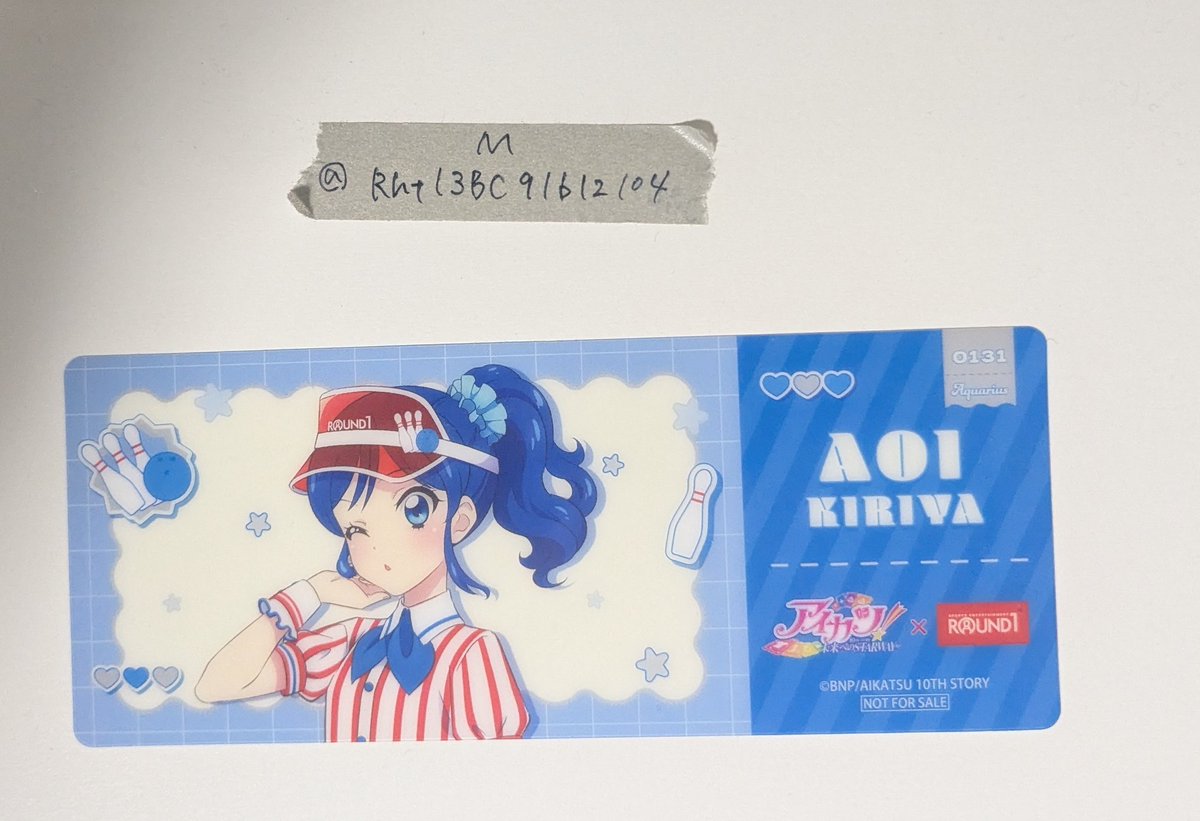 M
@Rht13BC91612104
ROUND1
0131
Aquarius
AOI
KIRIYA
アイカツ!
未来へのSTARWAY
×
ROUND1
©BNP/AIKATSU 10TH STORY
NOT FOR SALE